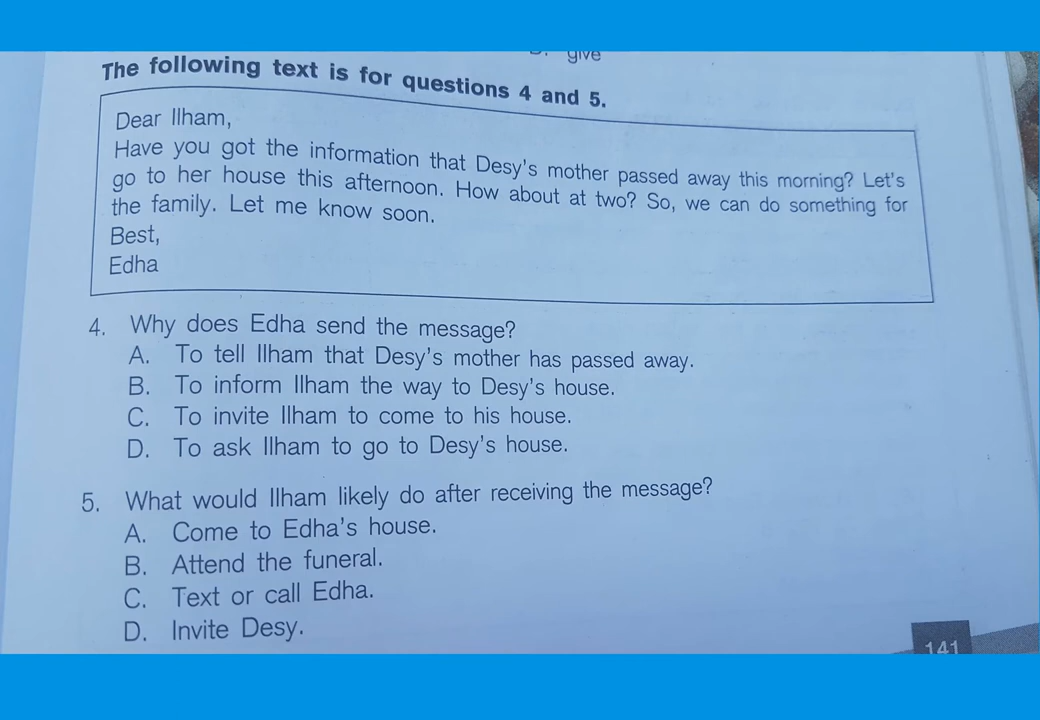 give
The following text is for questions 4 and 5.
Dear Ilham,
Have you got the information that Desy's mother passed away this morning? Let's
go to her house this afternoon. How about at two? So, we can do something for
the family. Let me know soon.
Best,
Edha
4. Why does Edha send the message?
A. To tell Ilham that Desy's mother has passed away.
B. To inform Ilham the way to Desy's house.
C. To invite Ilham to come to his house.
D. To ask Ilham to go to Desy's house.
5. What would Ilham likely do after receiving the message?
A. Come to Edha's house.
B. Attend the funeral.
C. Text or call Edha.
D. Invite Desy.
141